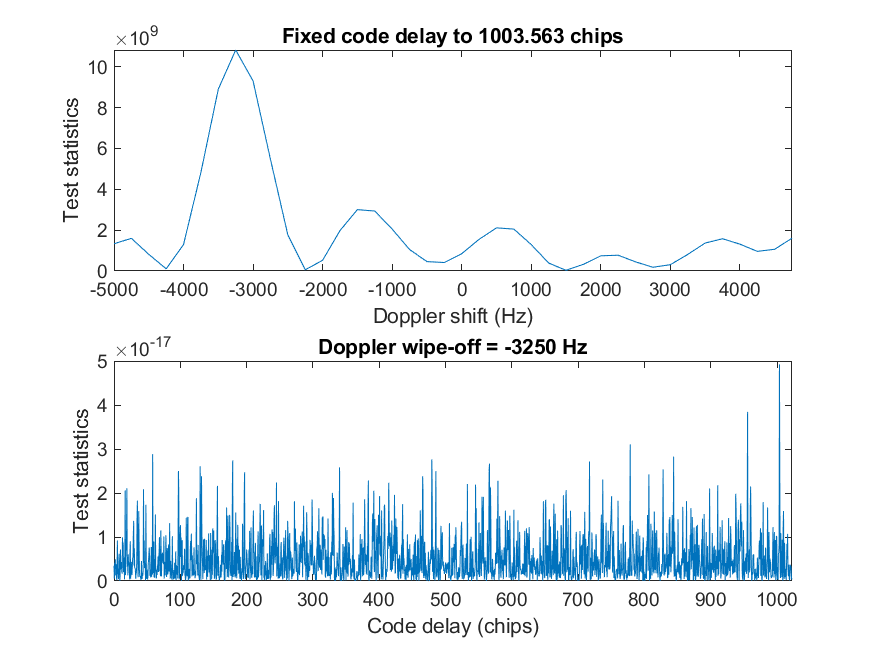 ×10^9
Fixed code delay to 1003.563 chips
10
8
6
4
2
0
Test statistics
-5000 -4000 -3000 -2000 -1000 0 1000 2000 3000 4000
Doppler shift (Hz)
×10^-17
Doppler wipe-off = -3250 Hz
5
4
3
2
1
0
Test statistics
0 100 200 300 400 500 600 700 800 900 1000
Code delay (chips)